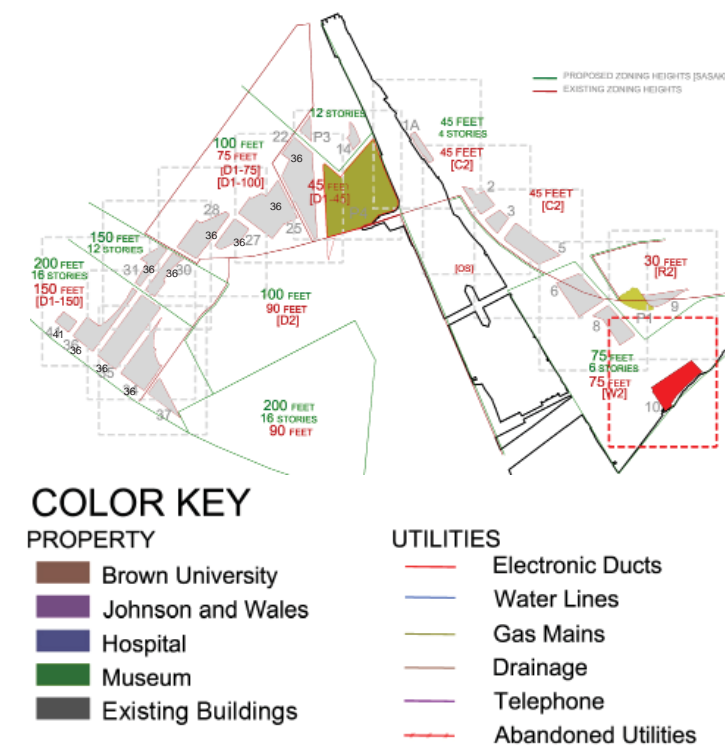 PROPOSED ZONING HEIGHTS [SASAK
EXISTING ZONING HEIGHTS
12 STORIES
1A
45 FEET
4 STORIES
45 FEET
[C2]
22
P3
14
100 FEET
75 FEET
[D1-75]
[D1-100]
36
45 FEET
[D1-45]
36
25
2
3
5
45 FEET
[C2]
28
36
36
27
150 FEET
12 STORIES
31
36
36
30
200 FEET
16 STORIES
150 FEET
[D1-150]
100 FEET
90 FEET
[D2]
[OS]
30 FEET
[R2]
6
8
P1
9
41
36
36
35
36
37
75 FEET
6 STORIES
75 FEET
[W2]
10
200 FEET
16 STORIES
90 FEET
COLOR KEY
PROPERTY
Brown University
Johnson and Wales
Hospital
Museum
Existing Buildings
UTILITIES
Electronic Ducts
Water Lines
Gas Mains
Drainage
Telephone
Abandoned Utilities